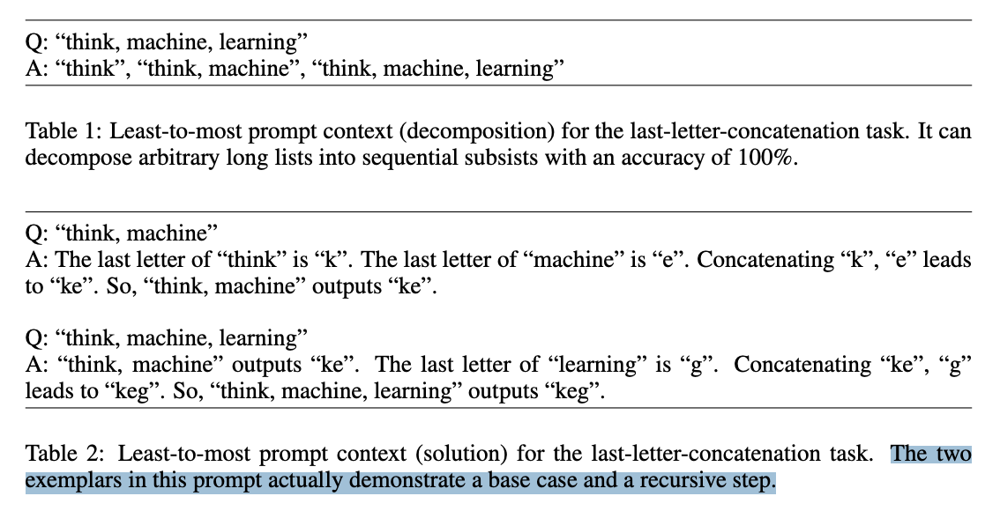 Q: “think, machine, learning”
A: “think”, “think, machine”, “think, machine, learning”
Table 1: Least-to-most prompt context (decomposition) for the last-letter-concatenation task. It can
decompose arbitrary long lists into sequential subsists with an accuracy of 100%.
Q: “think, machine”
A: The last letter of “think” is “k”. The last letter of “machine” is “e”. Concatenating “k”, “e” leads
to “ke”. So, “think, machine” outputs “ke”.
Q: “think, machine, learning”
A: “think, machine” outputs “ke”. The last letter of “learning” is “g”. Concatenating “ke”, “g”
leads to “keg”. So, “think, machine, learning” outputs “keg”.
Table 2: Least-to-most prompt context (solution) for the last-letter-concatenation task. The two
exemplars in this prompt actually demonstrate a base case and a recursive step.